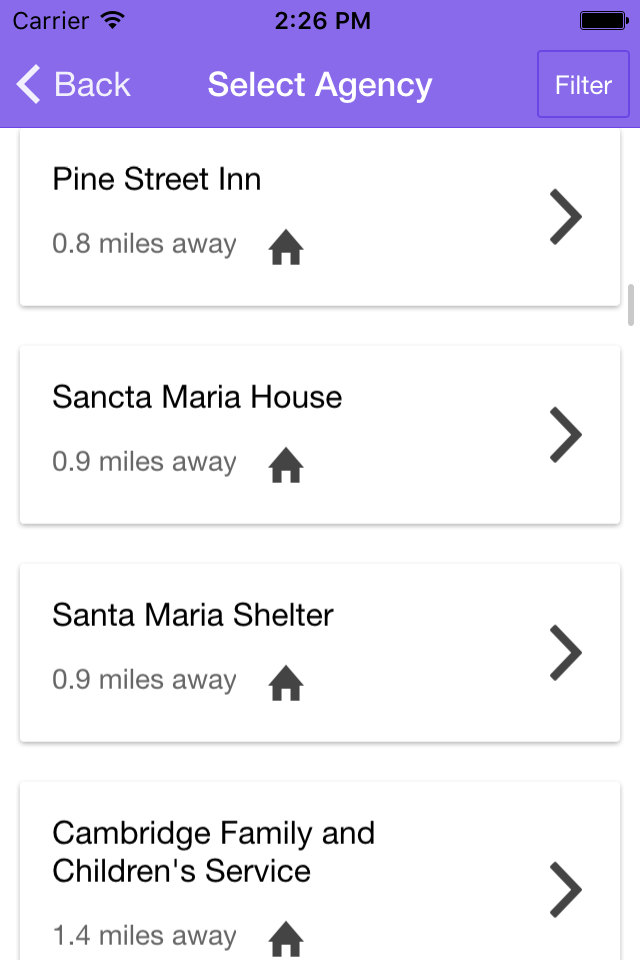 Carrier 2:26 PM
Back Select Agency Filter
Pine Street Inn
0.8 miles away
Sancta Maria House
0.9 miles away
Santa Maria Shelter
0.9 miles away
Cambridge Family and
Children's Service
1.4 miles away